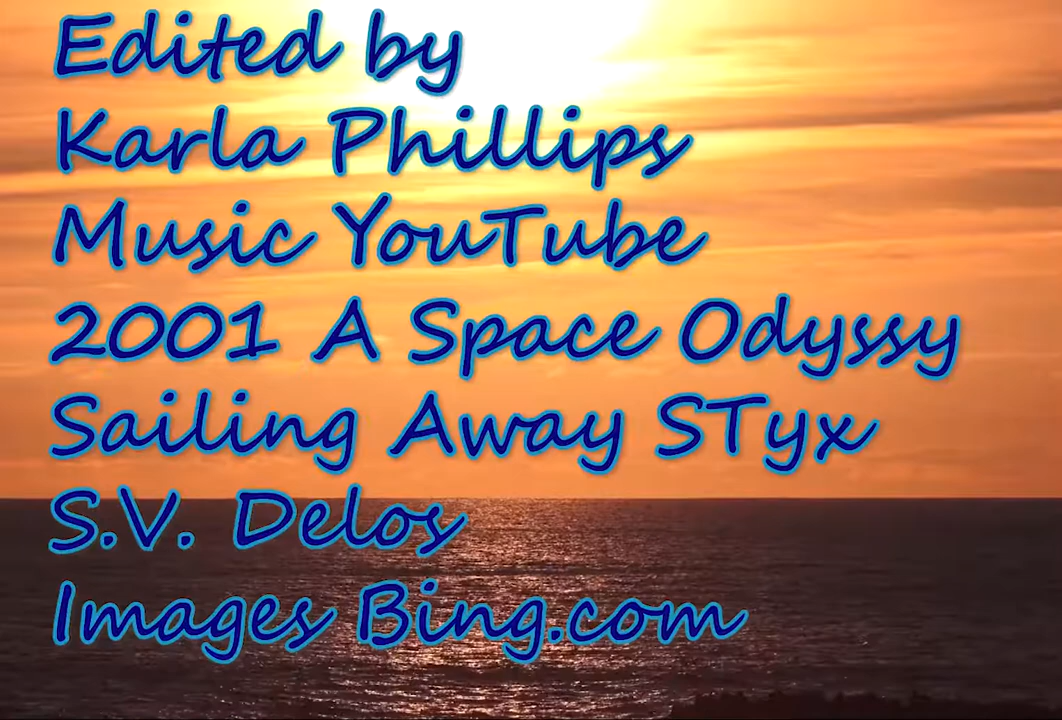 Edited by
Karla Phillips
Music YouTube
2001 A Space Odyssy
Sailing Away STyx
S.V. Delos
Images Bing.com